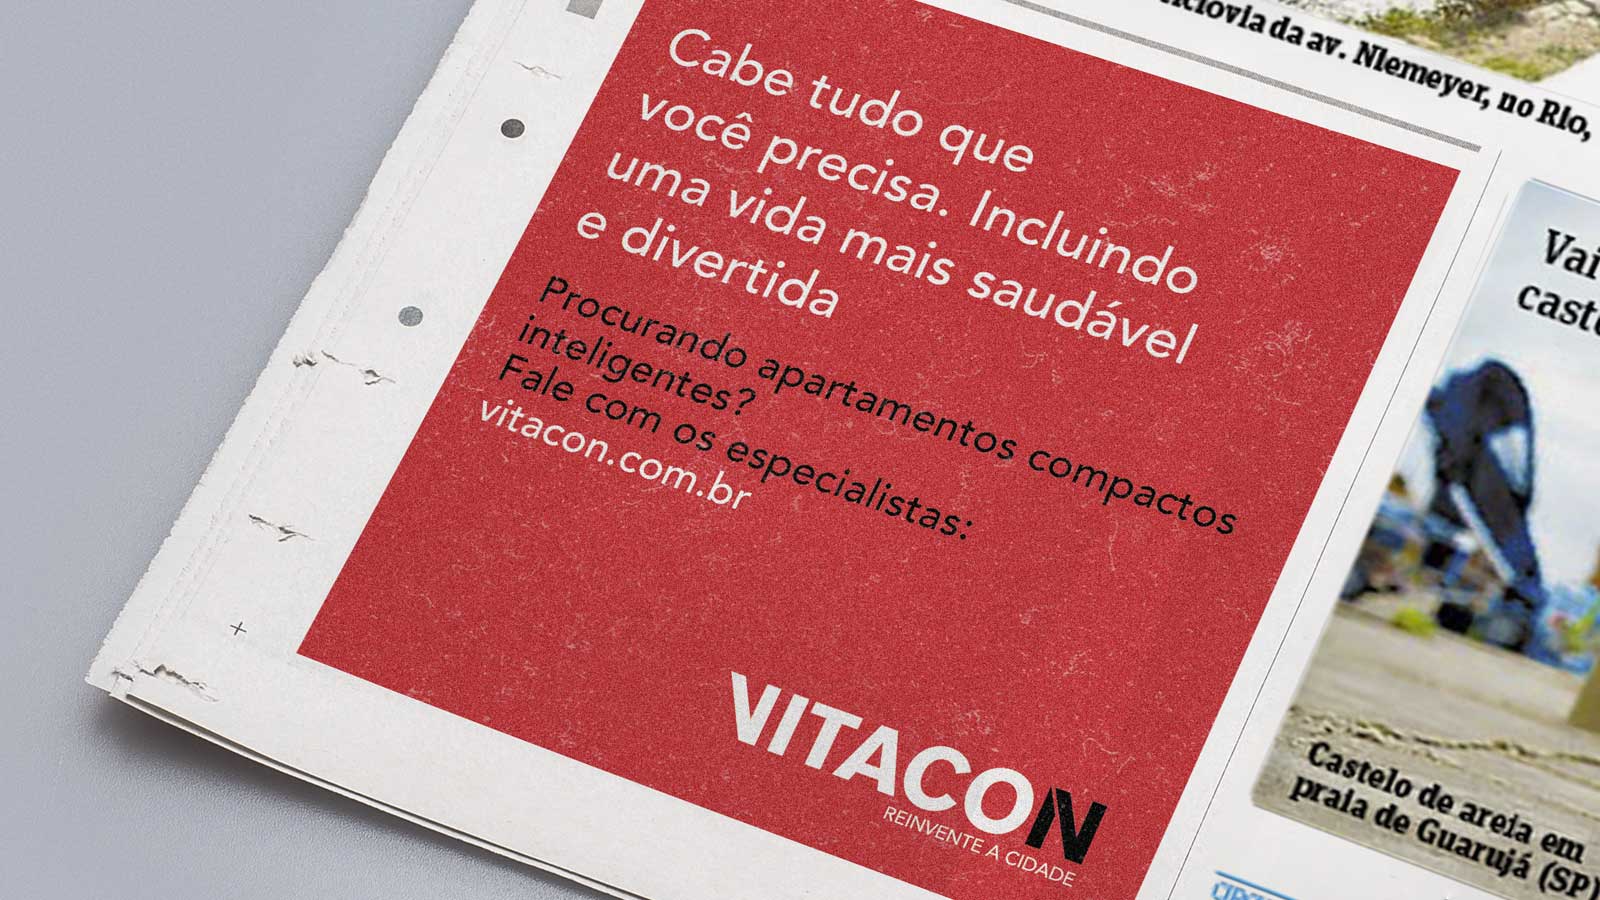 Cabe tudo que
você precisa. Incluindo
uma vida mais saudável
e divertida
Procurando apartamentos compactos
inteligentes?
Fale com os especialistas:
vitacon.com.br
VITACON
REINVENTE A CIDADE
da av. Niemeyer, no Rio,
Vai
Castelo de areia em
praia de Guarujá (SP)